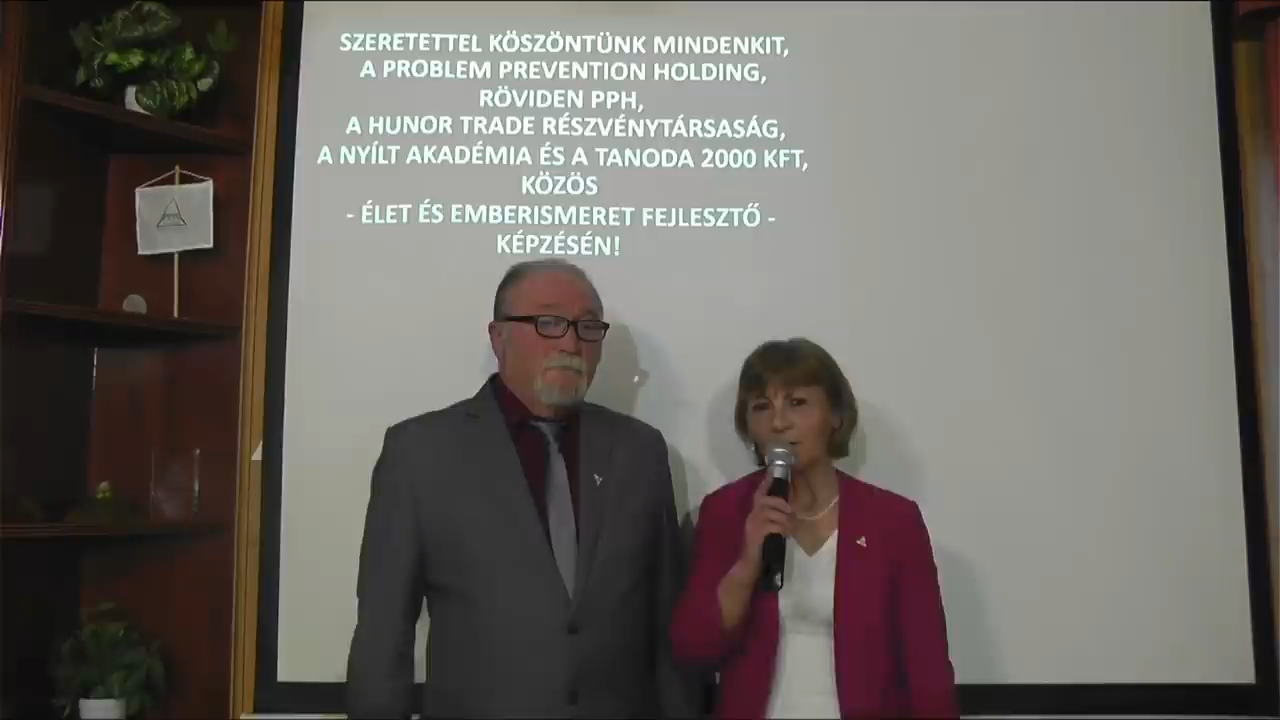 SZERETETTEL KÖSZÖNTÜNK MINDENKIT,
A PROBLEM PREVENTION HOLDING,
RÖVIDEN PPH,
A HUNOR TRADE RÉSZVÉNYTÁRSASÁG,
A NYÍLT AKADÉMIA ÉS A TANODA 2000 KFT,
KÖZÖS
- ÉLET ÉS EMBERISMERET FEJLESZTŐ -
KÉPZÉSÉN!